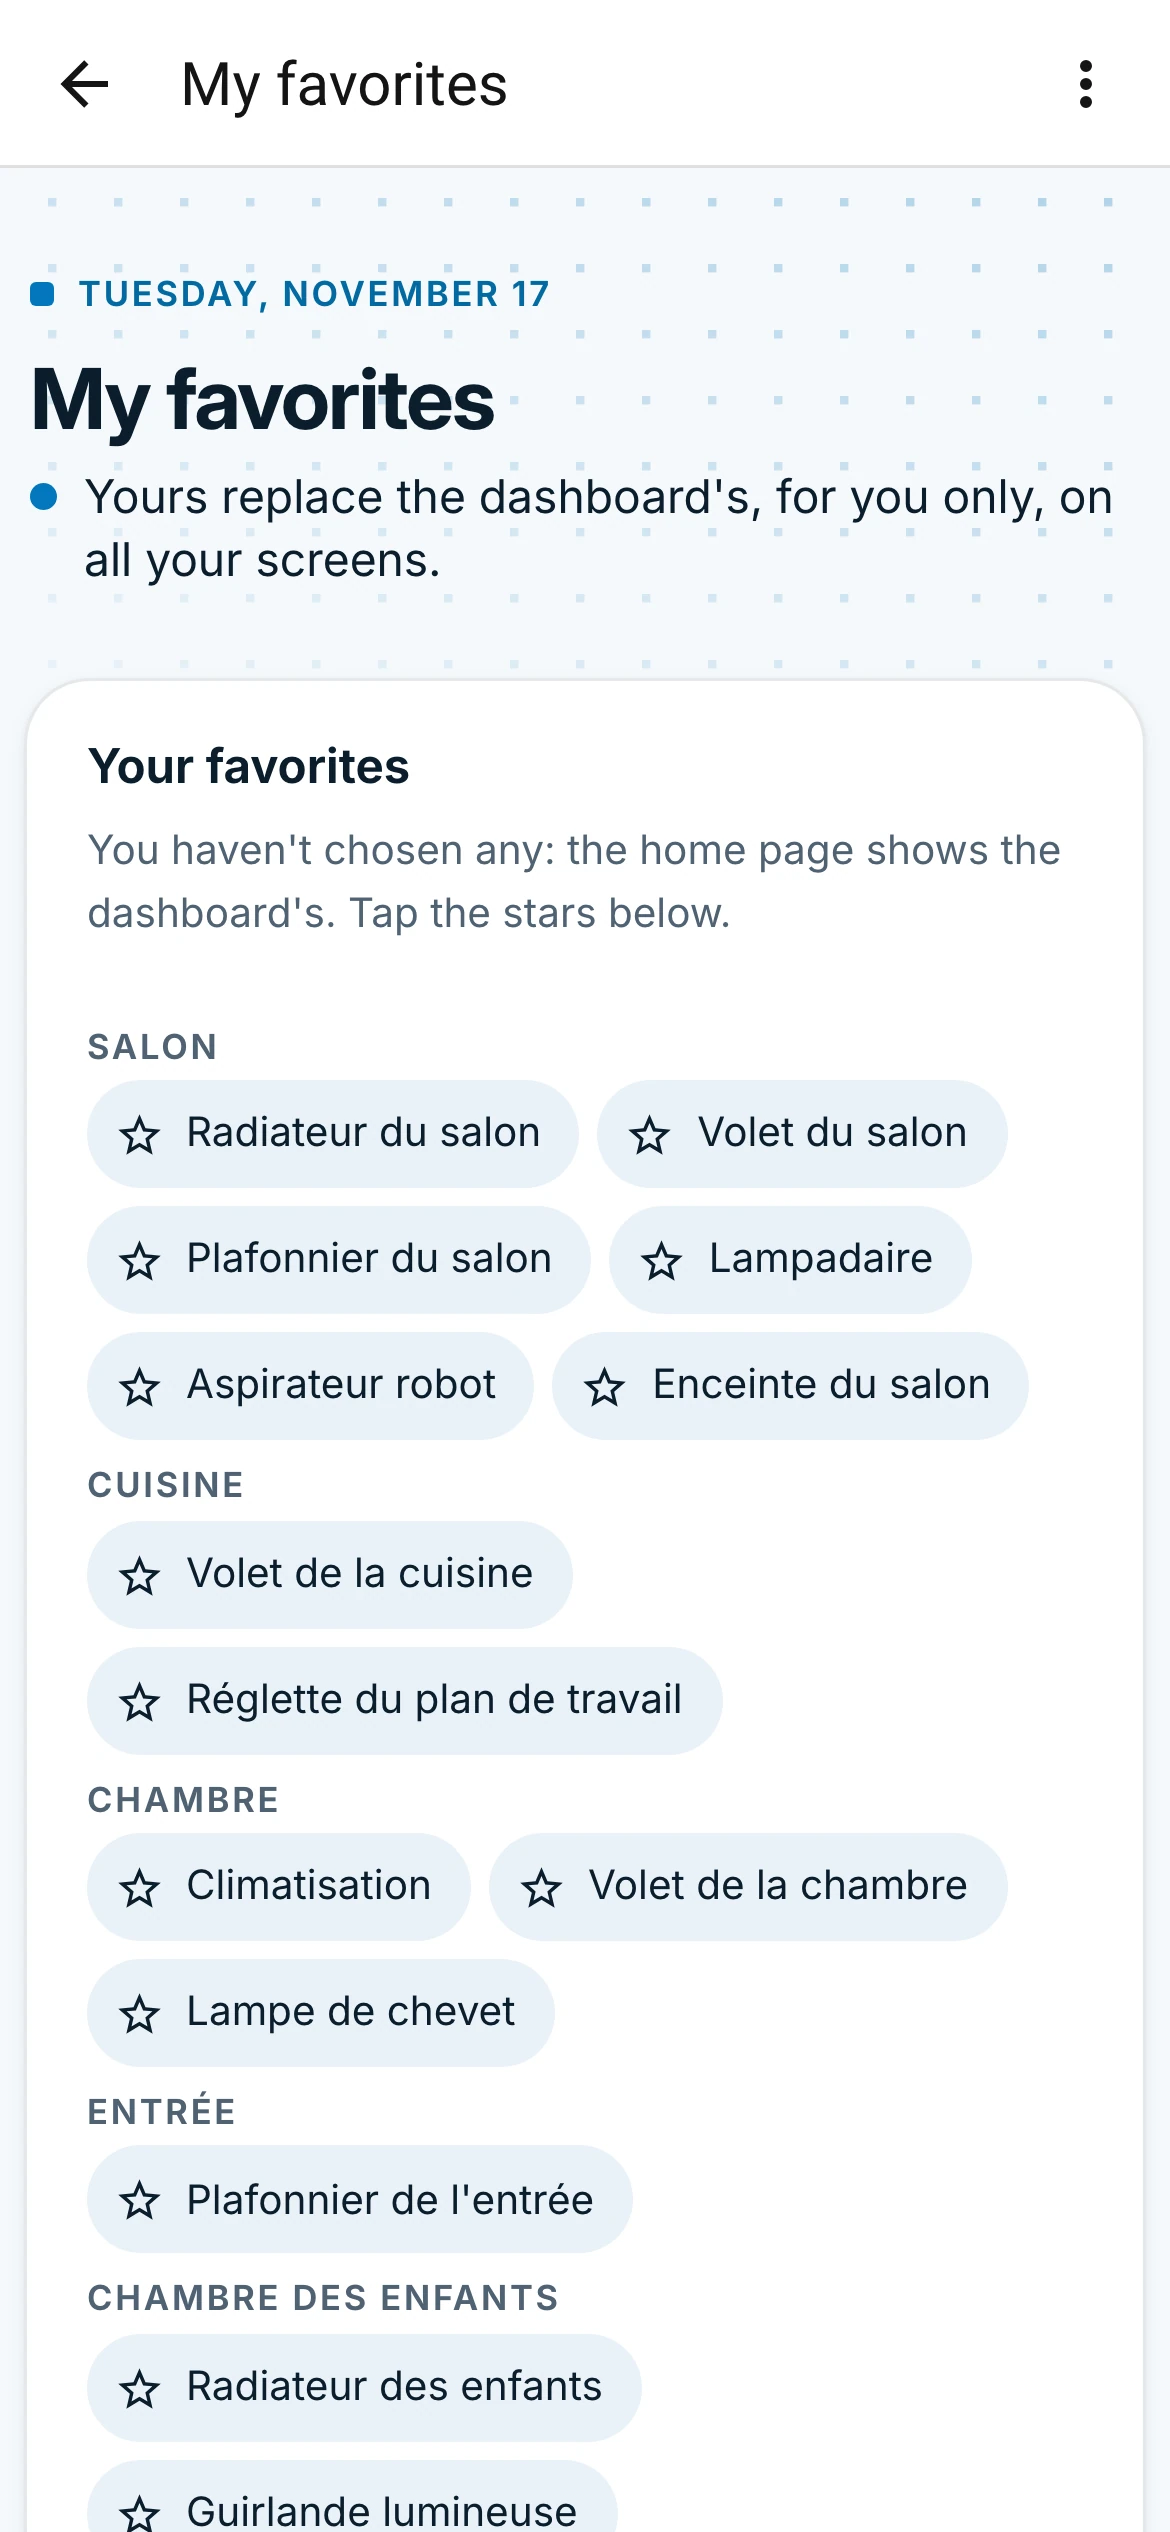 My favorites
TUESDAY, NOVEMBER 17
My favorites
Yours replace the dashboard's, for you only, on
all your screens.
Your favorites
You haven't chosen any: the home page shows the
dashboard's. Tap the stars below.
SALON
Radiateur du salon
Volet du salon
Plafonnier du salon
Lampadaire
Aspirateur robot
Enceinte du salon
CUISINE
Volet de la cuisine
Réglette du plan de travail
CHAMBRE
Climatisation
Volet de la chambre
Lampe de chevet
ENTRÉE
Plafonnier de l'entrée
CHAMBRE DES ENFANTS
Radiateur des enfants
Guirlande lumineuse